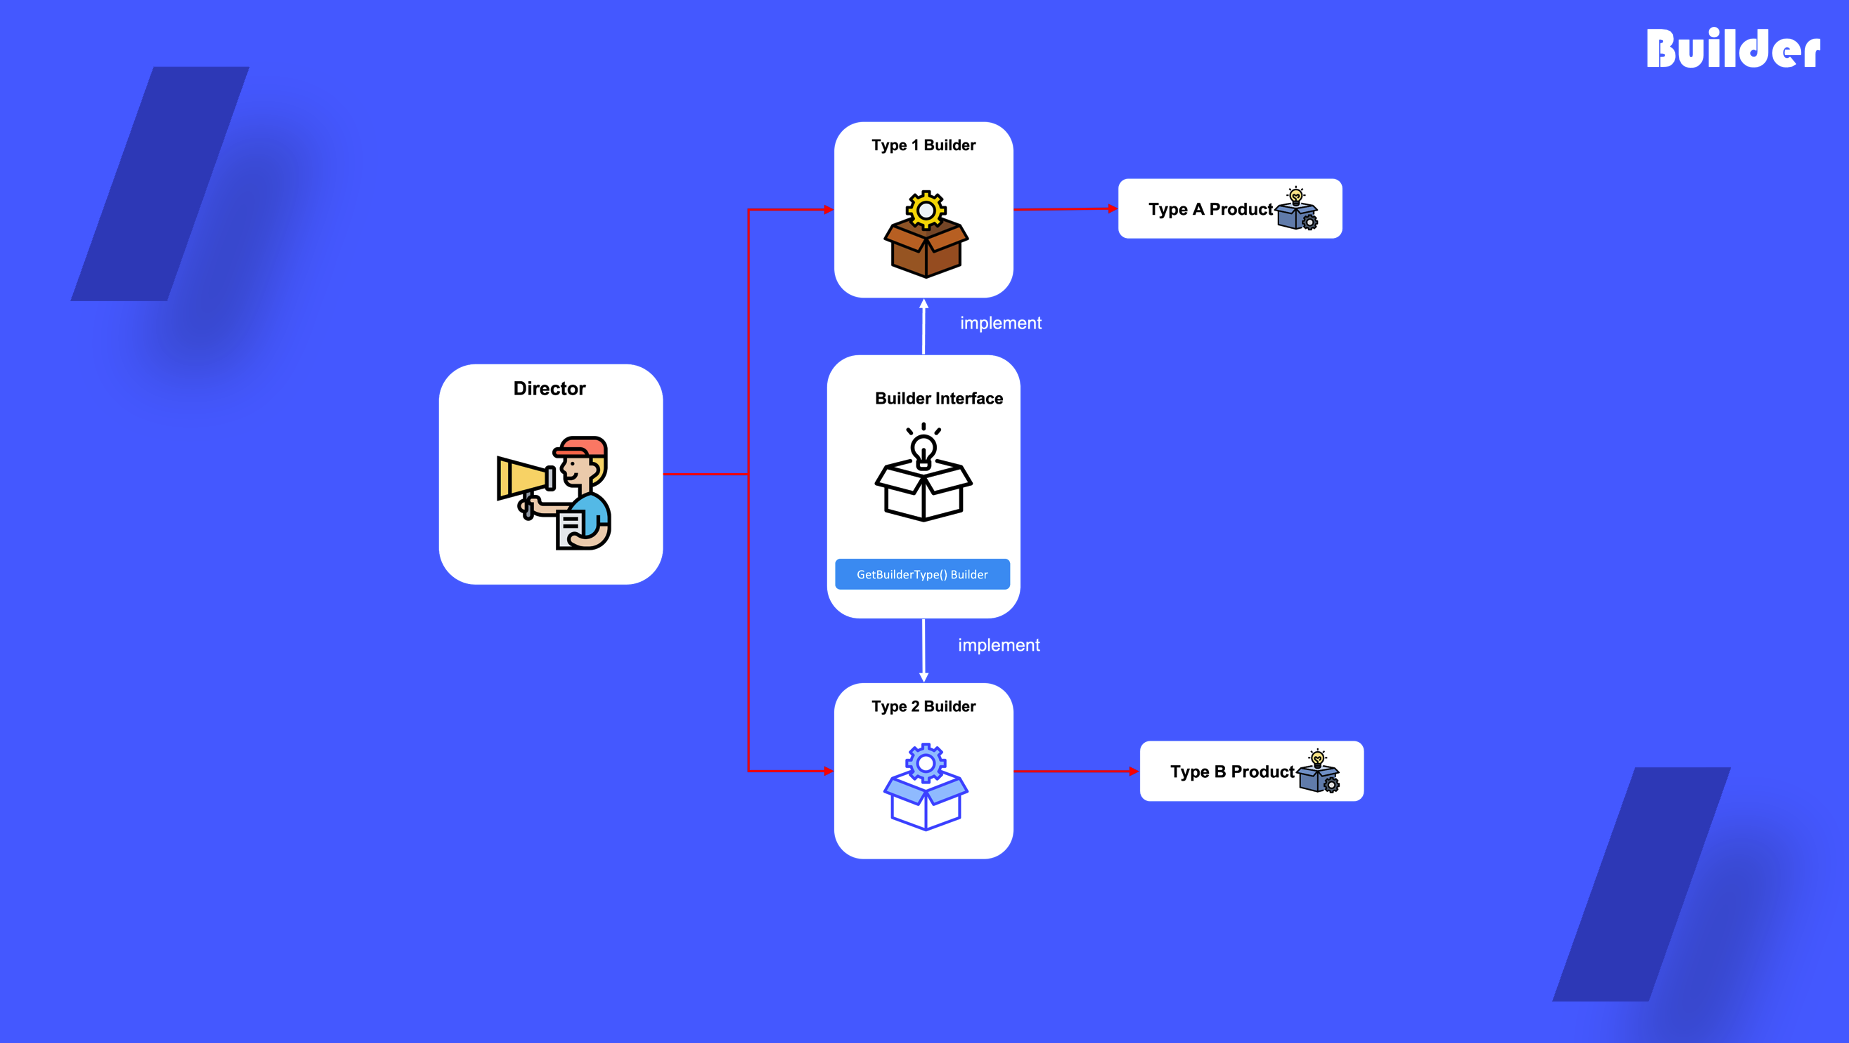 Builder
Type 1 Builder
Type A Product
implement
Director
Builder Interface
GetBuilderType() Builder
implement
Type 2 Builder
Type B Product